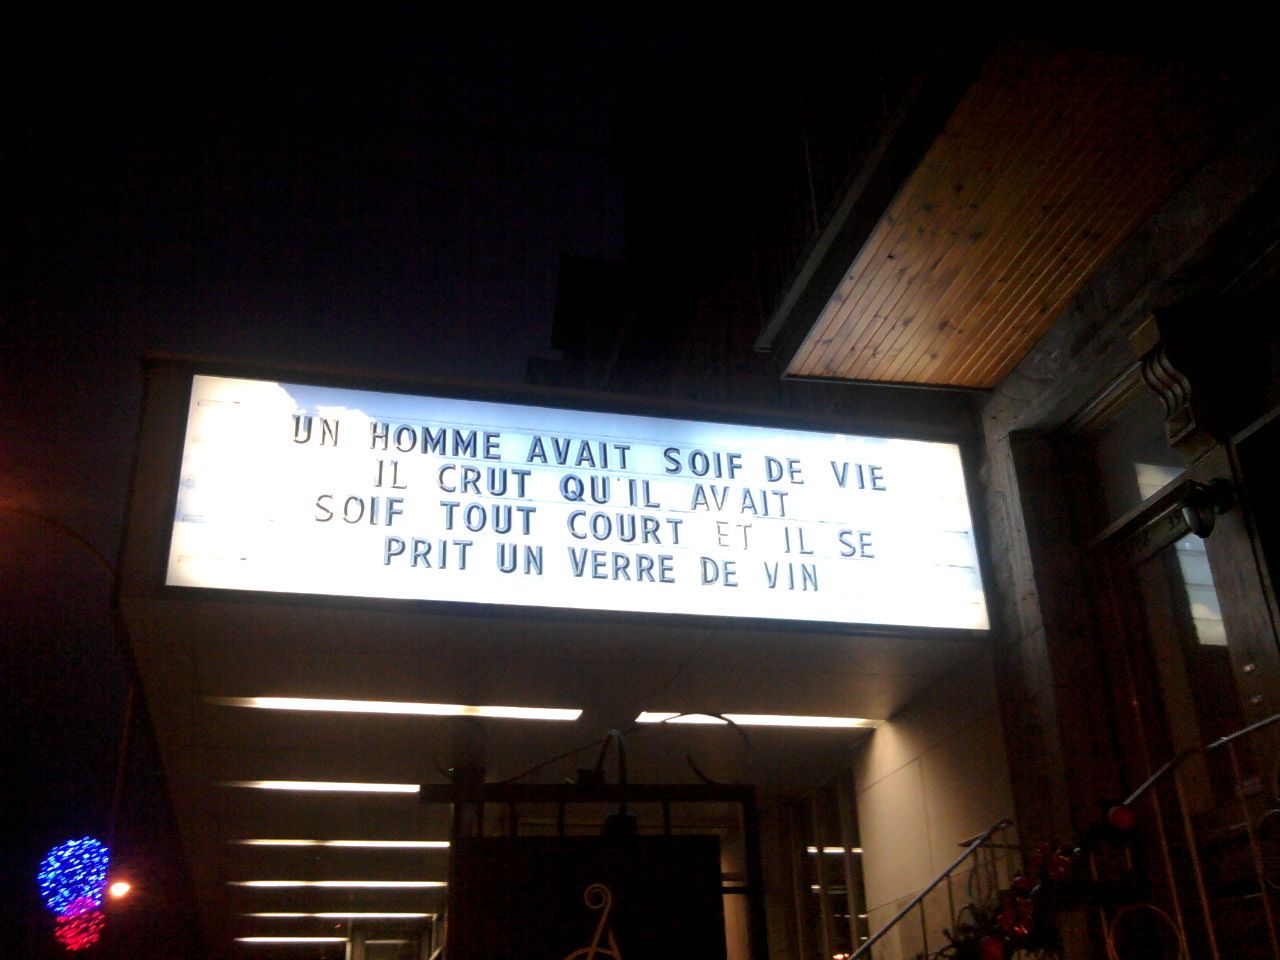 UN HOMME AVAIT SOIF DE VIE
IL CRUT QU'IL AVAIT
SOIF TOUT COURT ET IL SE
PRIT UN VERRE DE VIN